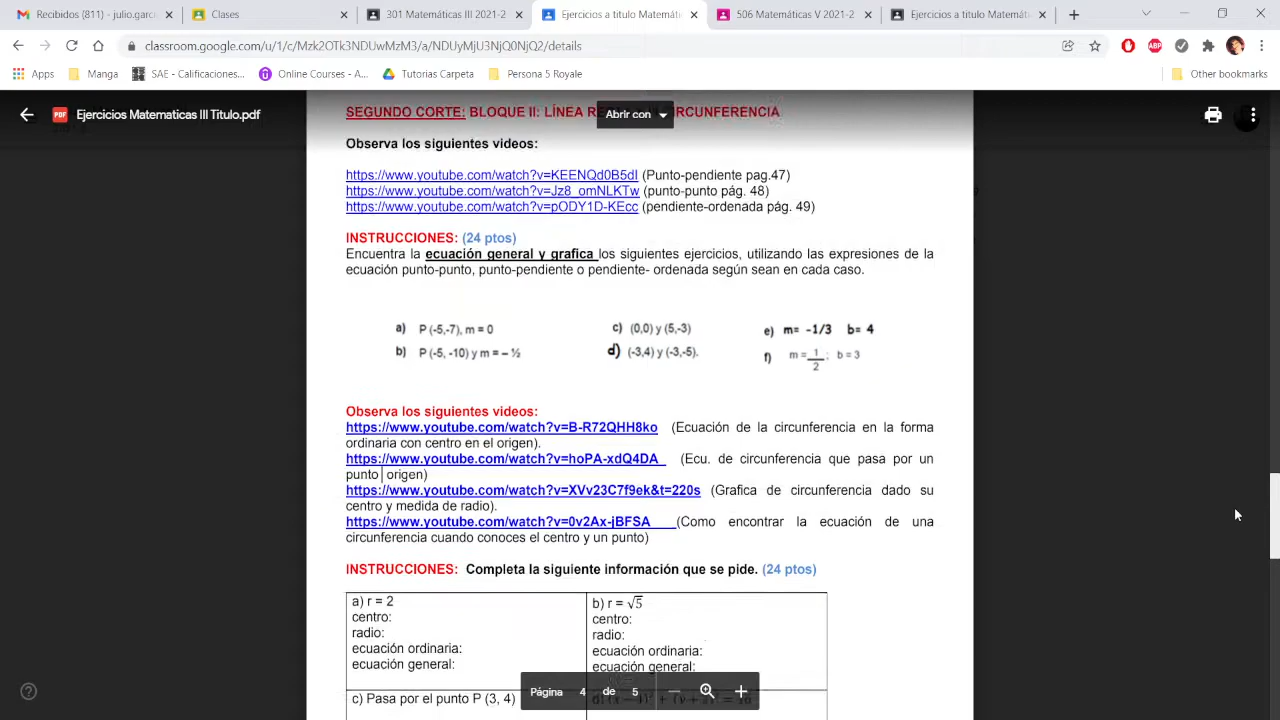 Recibidos (811) - julio.garcia
Clases
301 Matemáticas III 2021-2
Ejercicios a titulo Matemát
506 Matemáticas V 2021-2
Ejercicios a titulo Matemát
classroom.google.com/u/1/c/Mzk2OTk3NDUwMzM3/a/NDUyMjU3NjQ0NjQ2/details
Apps
Manga
SAE - Calificaciones...
Online Courses - A...
Tutorias Carpeta
Persona 5 Royale
Other bookmarks
PDF
Ejercicios Matematicas III Titulo.pdf
Abrir con
SEGUNDO CORTE: BLOQUE II: LÍNEA
CIRCUNFERENCIA
Observa los siguientes videos:
https://www.youtube.com/watch?v=KEENQd0B5dI (Punto-pendiente pag.47)
https://www.youtube.com/watch?v=Jz8_omNLKTw (punto-punto pág. 48)
https://www.youtube.com/watch?v=pODY1D-KEcc (pendiente-ordenada pág. 49)
INSTRUCCIONES: (24 ptos)
Encuentra la ecuación general y grafica los siguientes ejercicios, utilizando las expresiones de la
ecuación punto-punto, punto-pendiente o pendiente- ordenada según sean en cada caso.
a) P (-5,-7), m = 0
c) (0,0) y (5,-3)
e) m= -1/3 b= 4
b) P (-5, -10) y m = – ½
d) (-3,4) y (-3,-5).
f) m = 1/2; b = 3
Observa los siguientes videos:
https://www.youtube.com/watch?v=B-R72QHH8ko (Ecuación de la circunferencia en la forma
ordinaria con centro en el origen).
https://www.youtube.com/watch?v=hoPA-xdQ4DA (Ecu. de circunferencia que pasa por un
punto origen)
https://www.youtube.com/watch?v=XVv23C7f9ek&t=220s (Grafica de circunferencia dado su
centro y medida de radio).
https://www.youtube.com/watch?v=0v2Ax-jBFSA (Como encontrar la ecuación de una
circunferencia cuando conoces el centro y un punto)
INSTRUCCIONES: Completa la siguiente información que se pide. (24 ptos)
a) r = 2
centro:
radio:
ecuación ordinaria:
ecuación general:
b) r = √5
centro:
radio:
ecuación ordinaria:
ecuación general:
c) Pasa por el punto P (3, 4)
Página 4 de 5